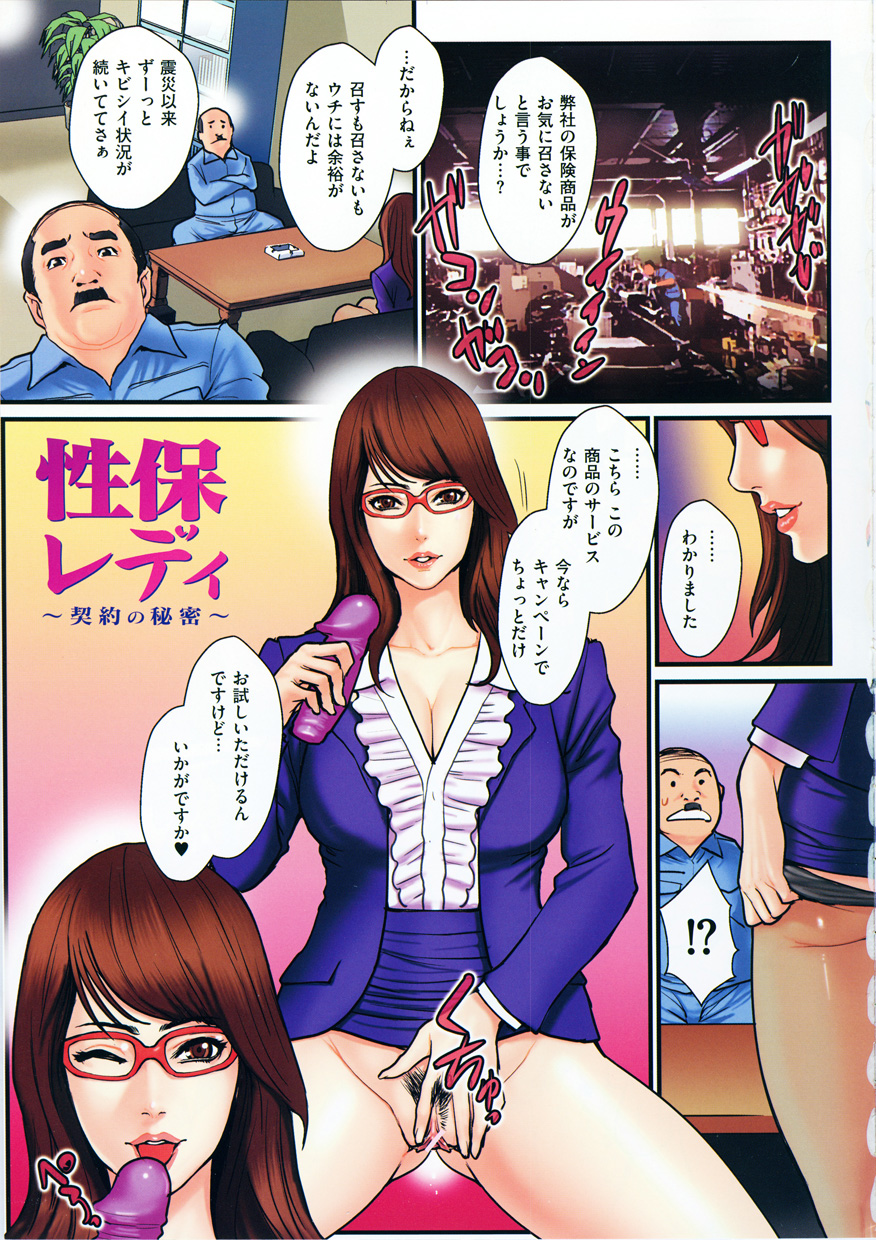 弊社の保険商品が
お気に召さない
と言う事で
しょうか…?
ガガガガ
ウイイイイン
ガコンガコン
…だからねぇ
召すも召さないも
ウチには余裕が
ないんだよ
震災以来
ずーっと
キビシイ状況が
続いててさぁ
……
わかりました
!?
……
こちら この
商品のサービス
なのですが
今なら
キャンペーンで
ちょっとだけ
お試しいただけるん
ですけど…
いかがですか♥
性保
レディ
~契約の秘密~
くちゅっ